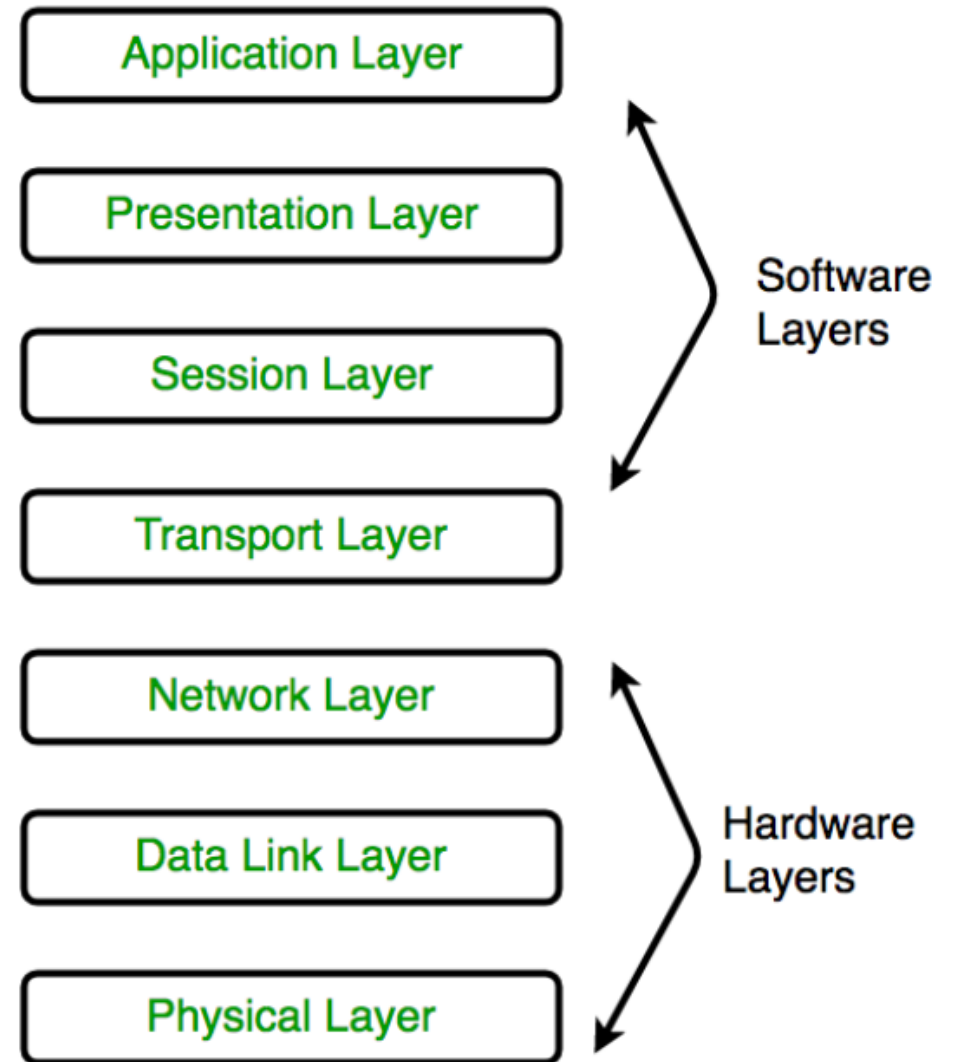 Application Layer
Presentation Layer
Software
Layers
Session Layer
Transport Layer
Network Layer
Hardware
Layers
Data Link Layer
Physical Layer